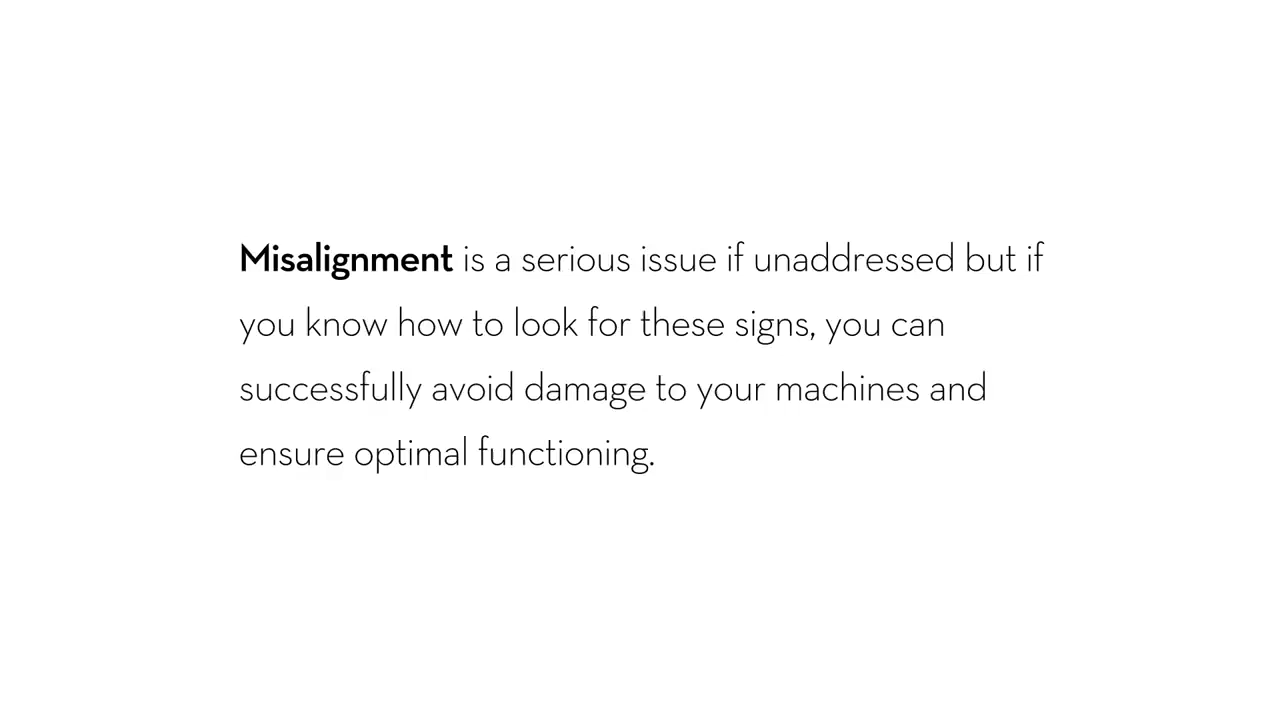 Misalignment is a serious issue if unaddressed but if
you know how to look for these signs, you can
successfully avoid damage to your machines and
ensure optimal functioning.